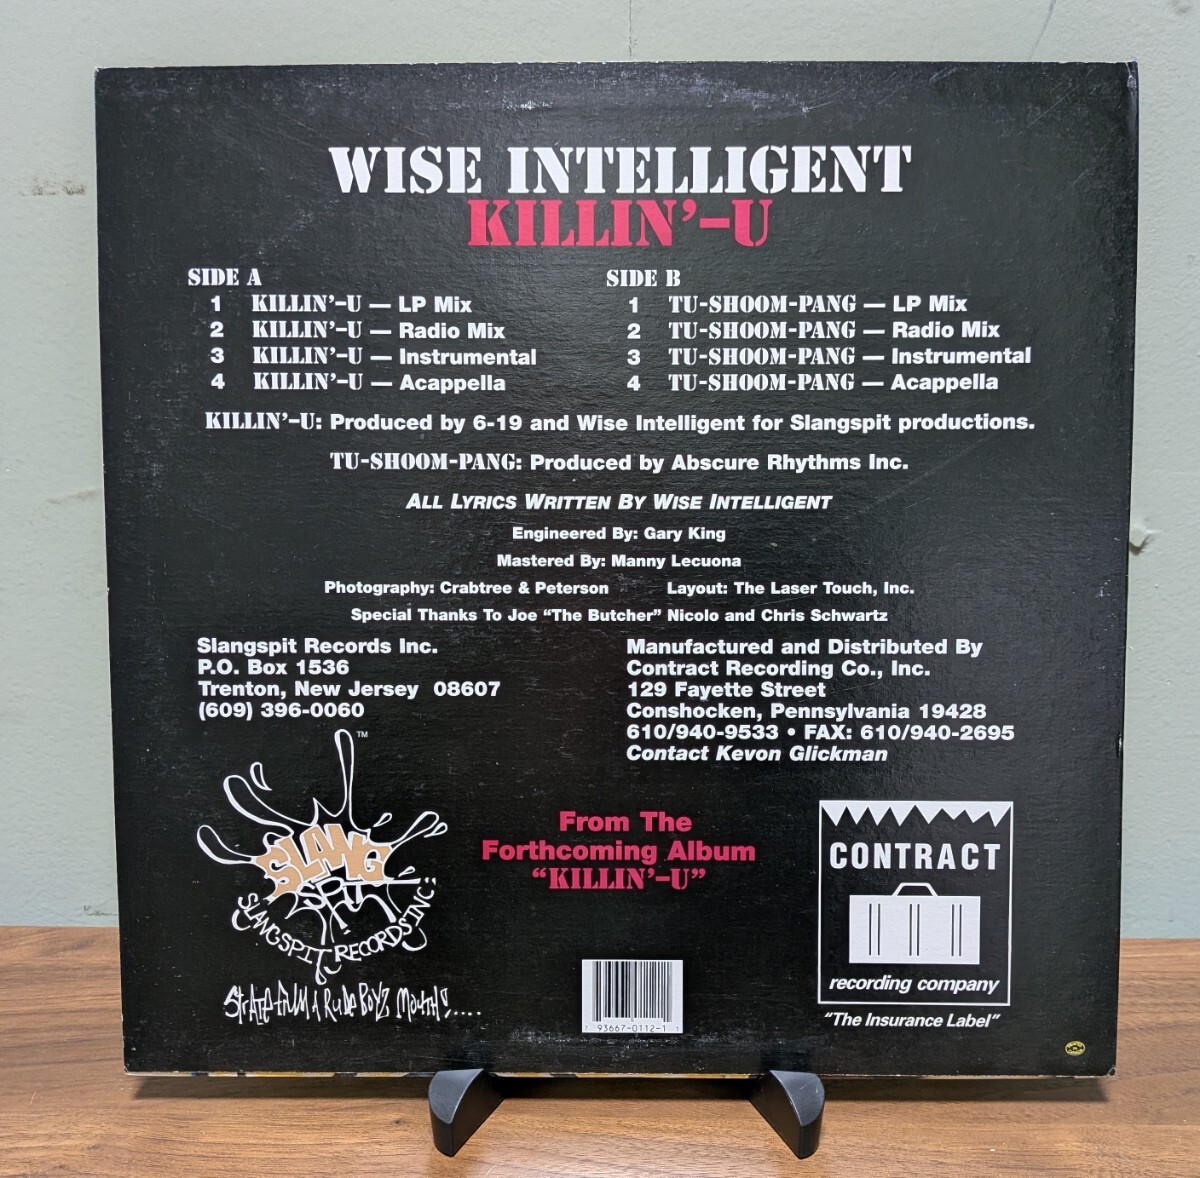 WISE INTELLIGENT
KILLIN'–U
SIDE A
1 KILLIN'–U — LP Mix
2 KILLIN'–U — Radio Mix
3 KILLIN'–U — Instrumental
4 KILLIN'–U — Acappella
SIDE B
1 TU-SHOOM-PANG — LP Mix
2 TU-SHOOM-PANG — Radio Mix
3 TU-SHOOM-PANG — Instrumental
4 TU-SHOOM-PANG — Acappella
KILLIN'–U: Produced by 6-19 and Wise Intelligent for Slangspit productions.
TU-SHOOM-PANG: Produced by Abscure Rhythms Inc.
ALL LYRICS WRITTEN BY WISE INTELLIGENT
Engineered By: Gary King
Mastered By: Manny Lecuona
Photography: Crabtree & Peterson Layout: The Laser Touch, Inc.
Special Thanks To Joe "The Butcher" Nicolo and Chris Schwartz
Slangspit Records Inc.
P.O. Box 1536
Trenton, New Jersey 08607
(609) 396-0060
Manufactured and Distributed By
Contract Recording Co., Inc.
129 Fayette Street
Conshocken, Pennsylvania 19428
610/940-9533 • FAX: 610/940-2695
Contact Kevon Glickman
TM
SLANG
SPIT
SLANGSPIT RECORDS INC.
From The
Forthcoming Album
"KILLIN'–U"
CONTRACT
recording company
"The Insurance Label"
7 93667-0112-1 1